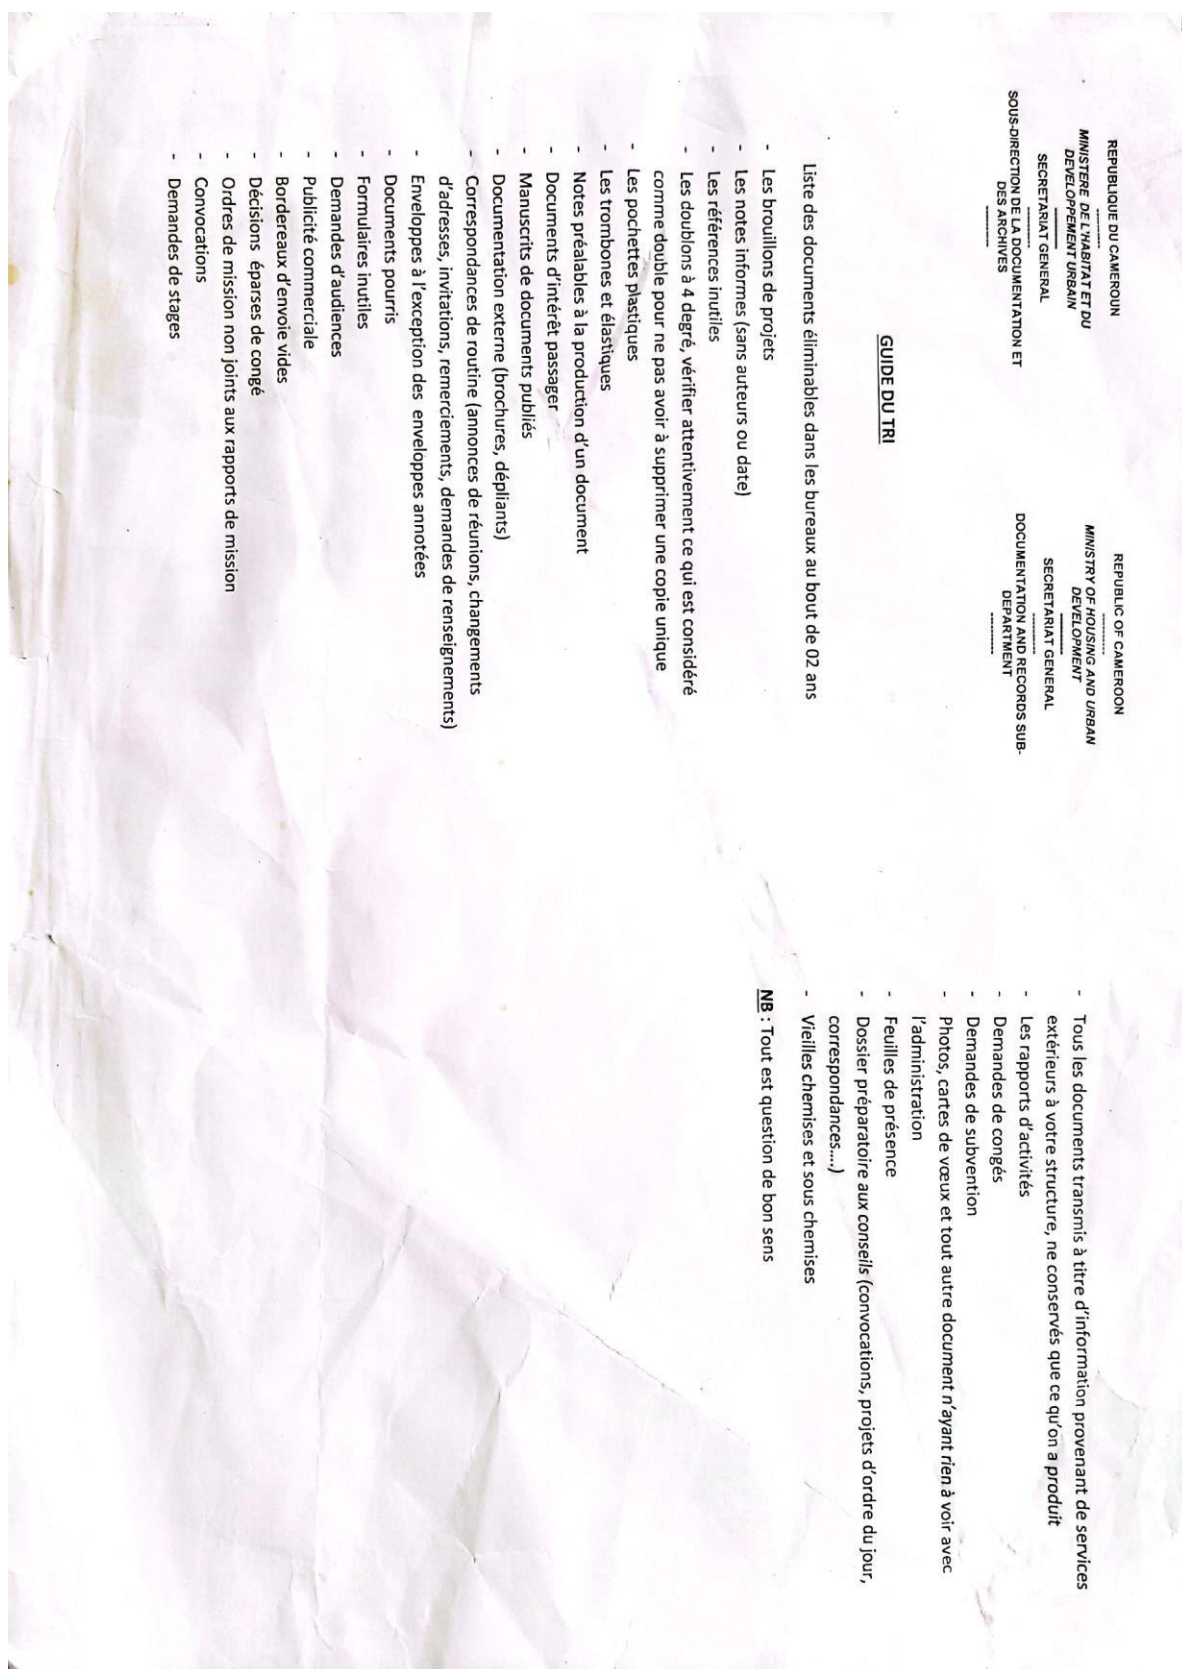 REPUBLIQUE DU CAMEROUN
----------
MINISTERE DE L'HABITAT ET DU
DEVELOPPEMENT URBAIN
----------
SECRETARIAT GENERAL
----------
SOUS-DIRECTION DE LA DOCUMENTATION ET
DES ARCHIVES
----------
REPUBLIC OF CAMEROON
----------
MINISTRY OF HOUSING AND URBAN
DEVELOPMENT
----------
SECRETARIAT GENERAL
----------
DOCUMENTATION AND RECORDS SUB-
DEPARTMENT
----------
GUIDE DU TRI
Liste des documents éliminables dans les bureaux au bout de 02 ans
- Les brouillons de projets
- Les notes informes (sans auteurs ou date)
- Les références inutiles
- Les doublons à 4 degré, vérifier attentivement ce qui est considéré
comme double pour ne pas avoir à supprimer une copie unique
- Les pochettes plastiques
- Les trombones et élastiques
- Notes préalables à la production d'un document
- Documents d'intérêt passager
- Manuscrits de documents publiés
- Documentation externe (brochures, dépliants)
- Correspondances de routine (annonces de réunions, changements
d'adresses, invitations, remerciements, demandes de renseignements)
- Enveloppes à l'exception des enveloppes annotées
- Documents pourris
- Formulaires inutiles
- Demandes d'audiences
- Publicité commerciale
- Bordereaux d'envoie vides
- Décisions éparses de congé
- Ordres de mission non joints aux rapports de mission
- Convocations
- Demandes de stages
- Tous les documents transmis à titre d'information provenant de services
extérieurs à votre structure, ne conservés que ce qu'on a produit
- Les rapports d'activités
- Demandes de congés
- Demandes de subvention
- Photos, cartes de vœux et tout autre document n'ayant rien à voir avec
l'administration
- Feuilles de présence
- Dossier préparatoire aux conseils (convocations, projets d'ordre du jour,
correspondances....)
- Vieilles chemises et sous chemises
NB : Tout est question de bon sens